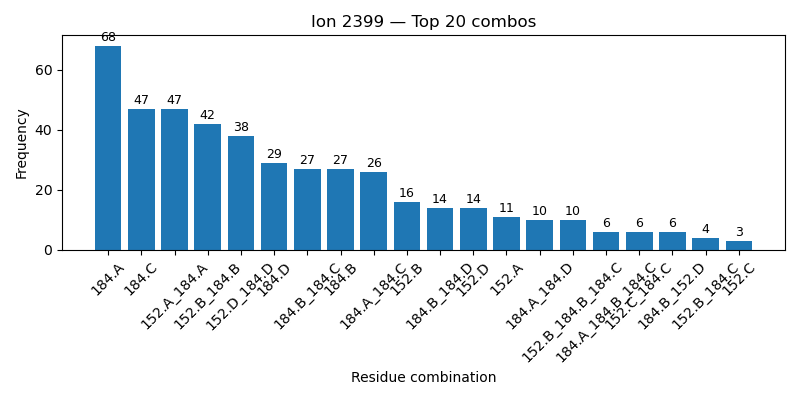 Ion 2399 — Top 20 combos
Frequency
60
40
20
0
68
47
47
42
38
29
27
27
26
16
14
14
11
10
10
6
6
6
4
3
184.A
184.C
152.A_184.A
152.B_184.B
152.D_184.D
184.D
184.B_184.C
184.B
184.A_184.C
152.B
184.B_184.D
152.D
152.A
184.A_184.D
152.B_184.B_184.C
184.A_184.B_184.C
152.C_184.C
184.B_152.D
152.B_184.C
152.C
Residue combination